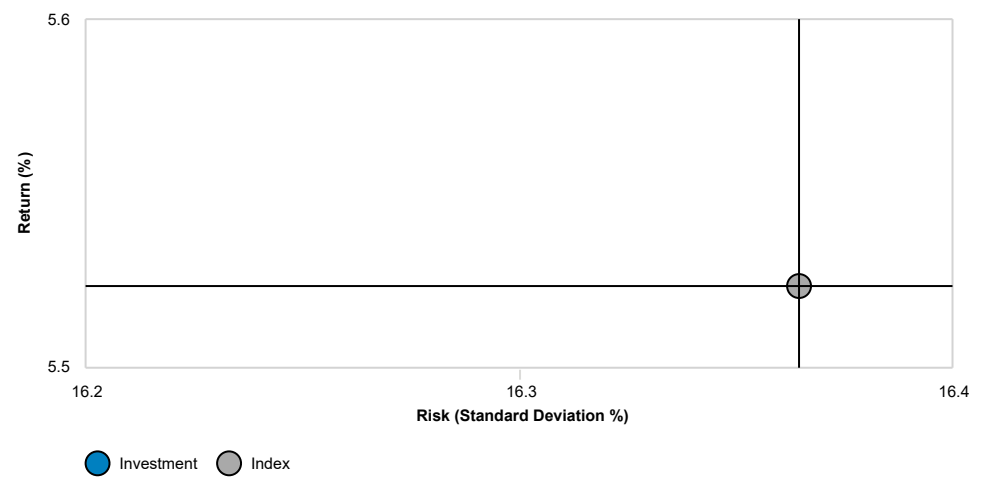 5.6
Return (%)
5.5
16.2
16.3
16.4
Risk (Standard Deviation %)
Investment
Index